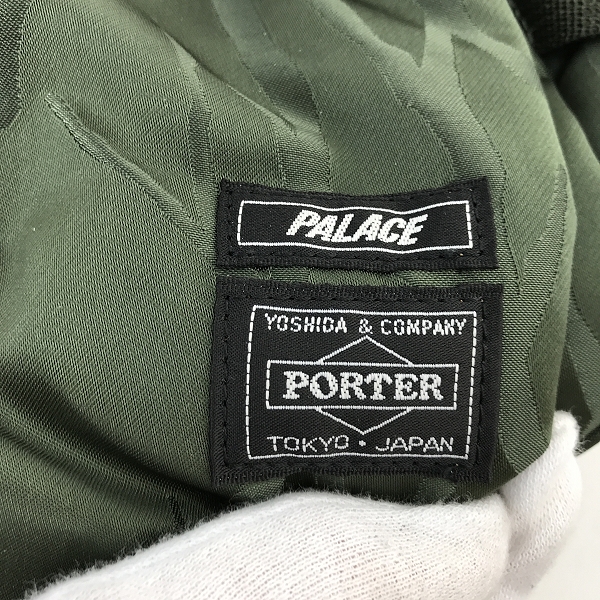 PALACE
YOSHIDA & COMPANY
PORTER
TOKYO • JAPAN